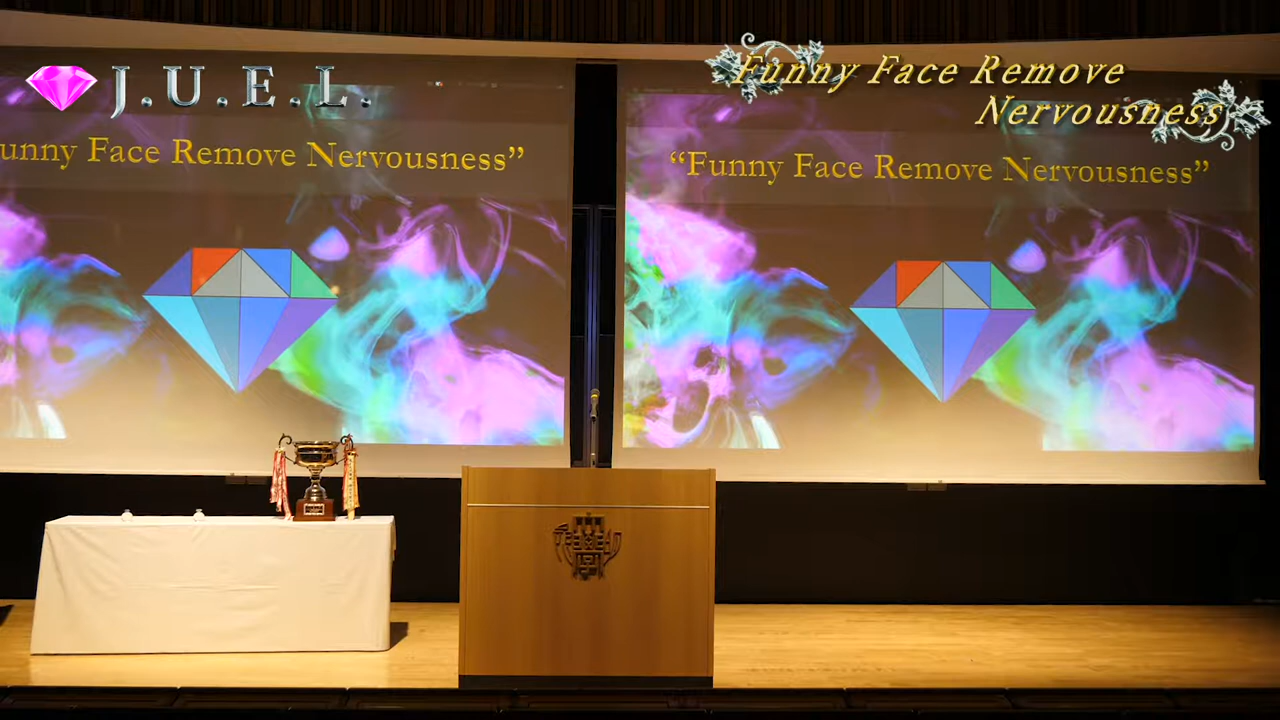 J.U.E.L.
Funny Face Remove
Nervousness
unny Face Remove Nervousness”
“Funny Face Remove Nervousness”